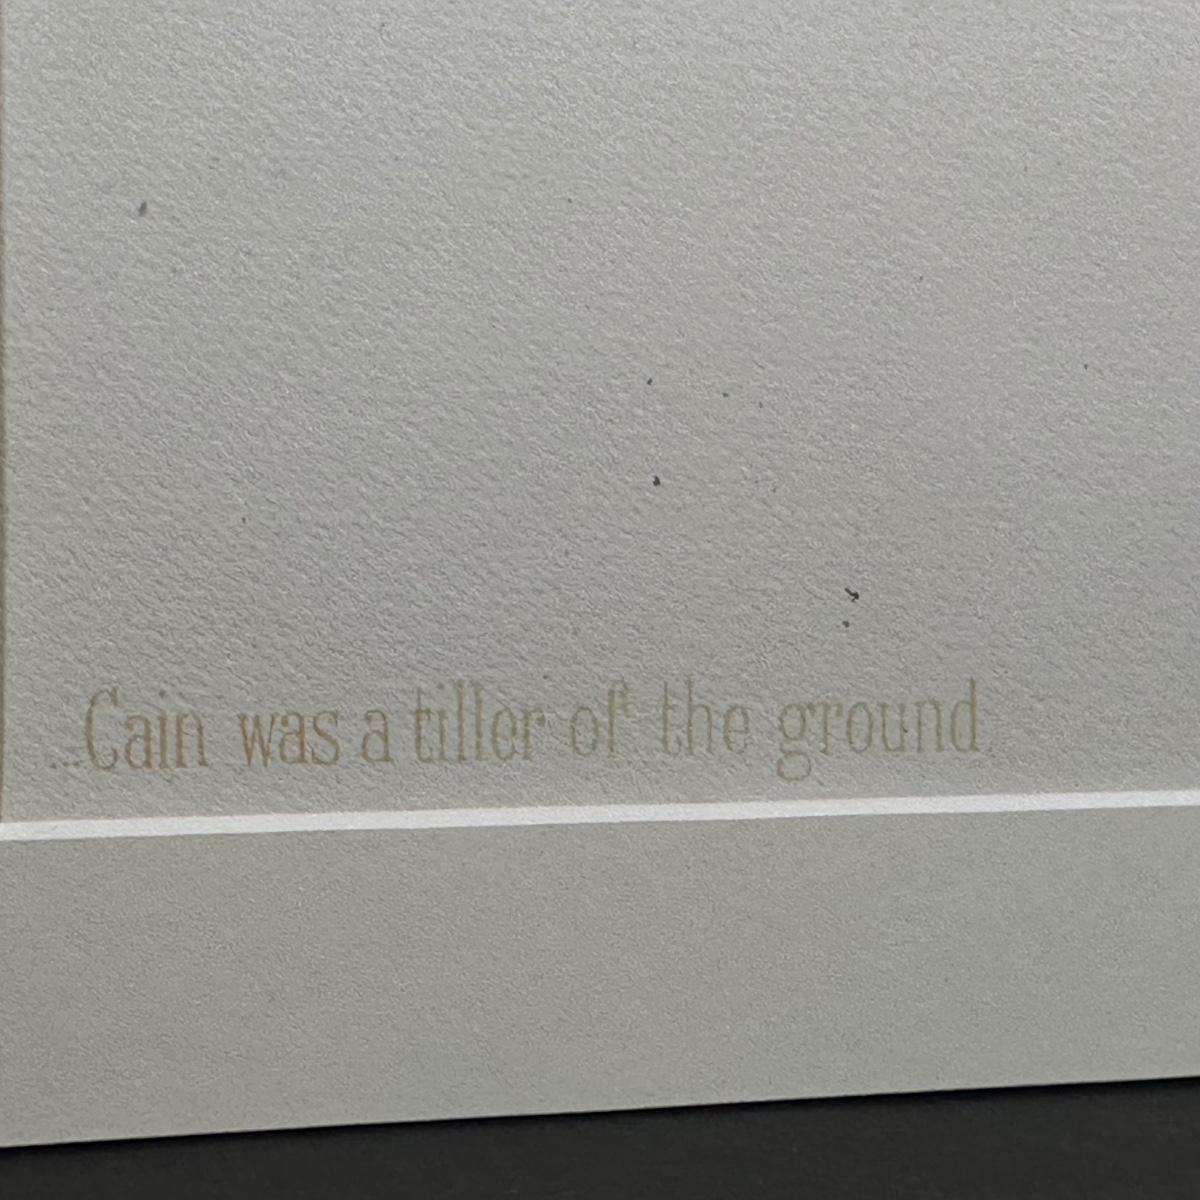 ...Cain was a tiller of the ground